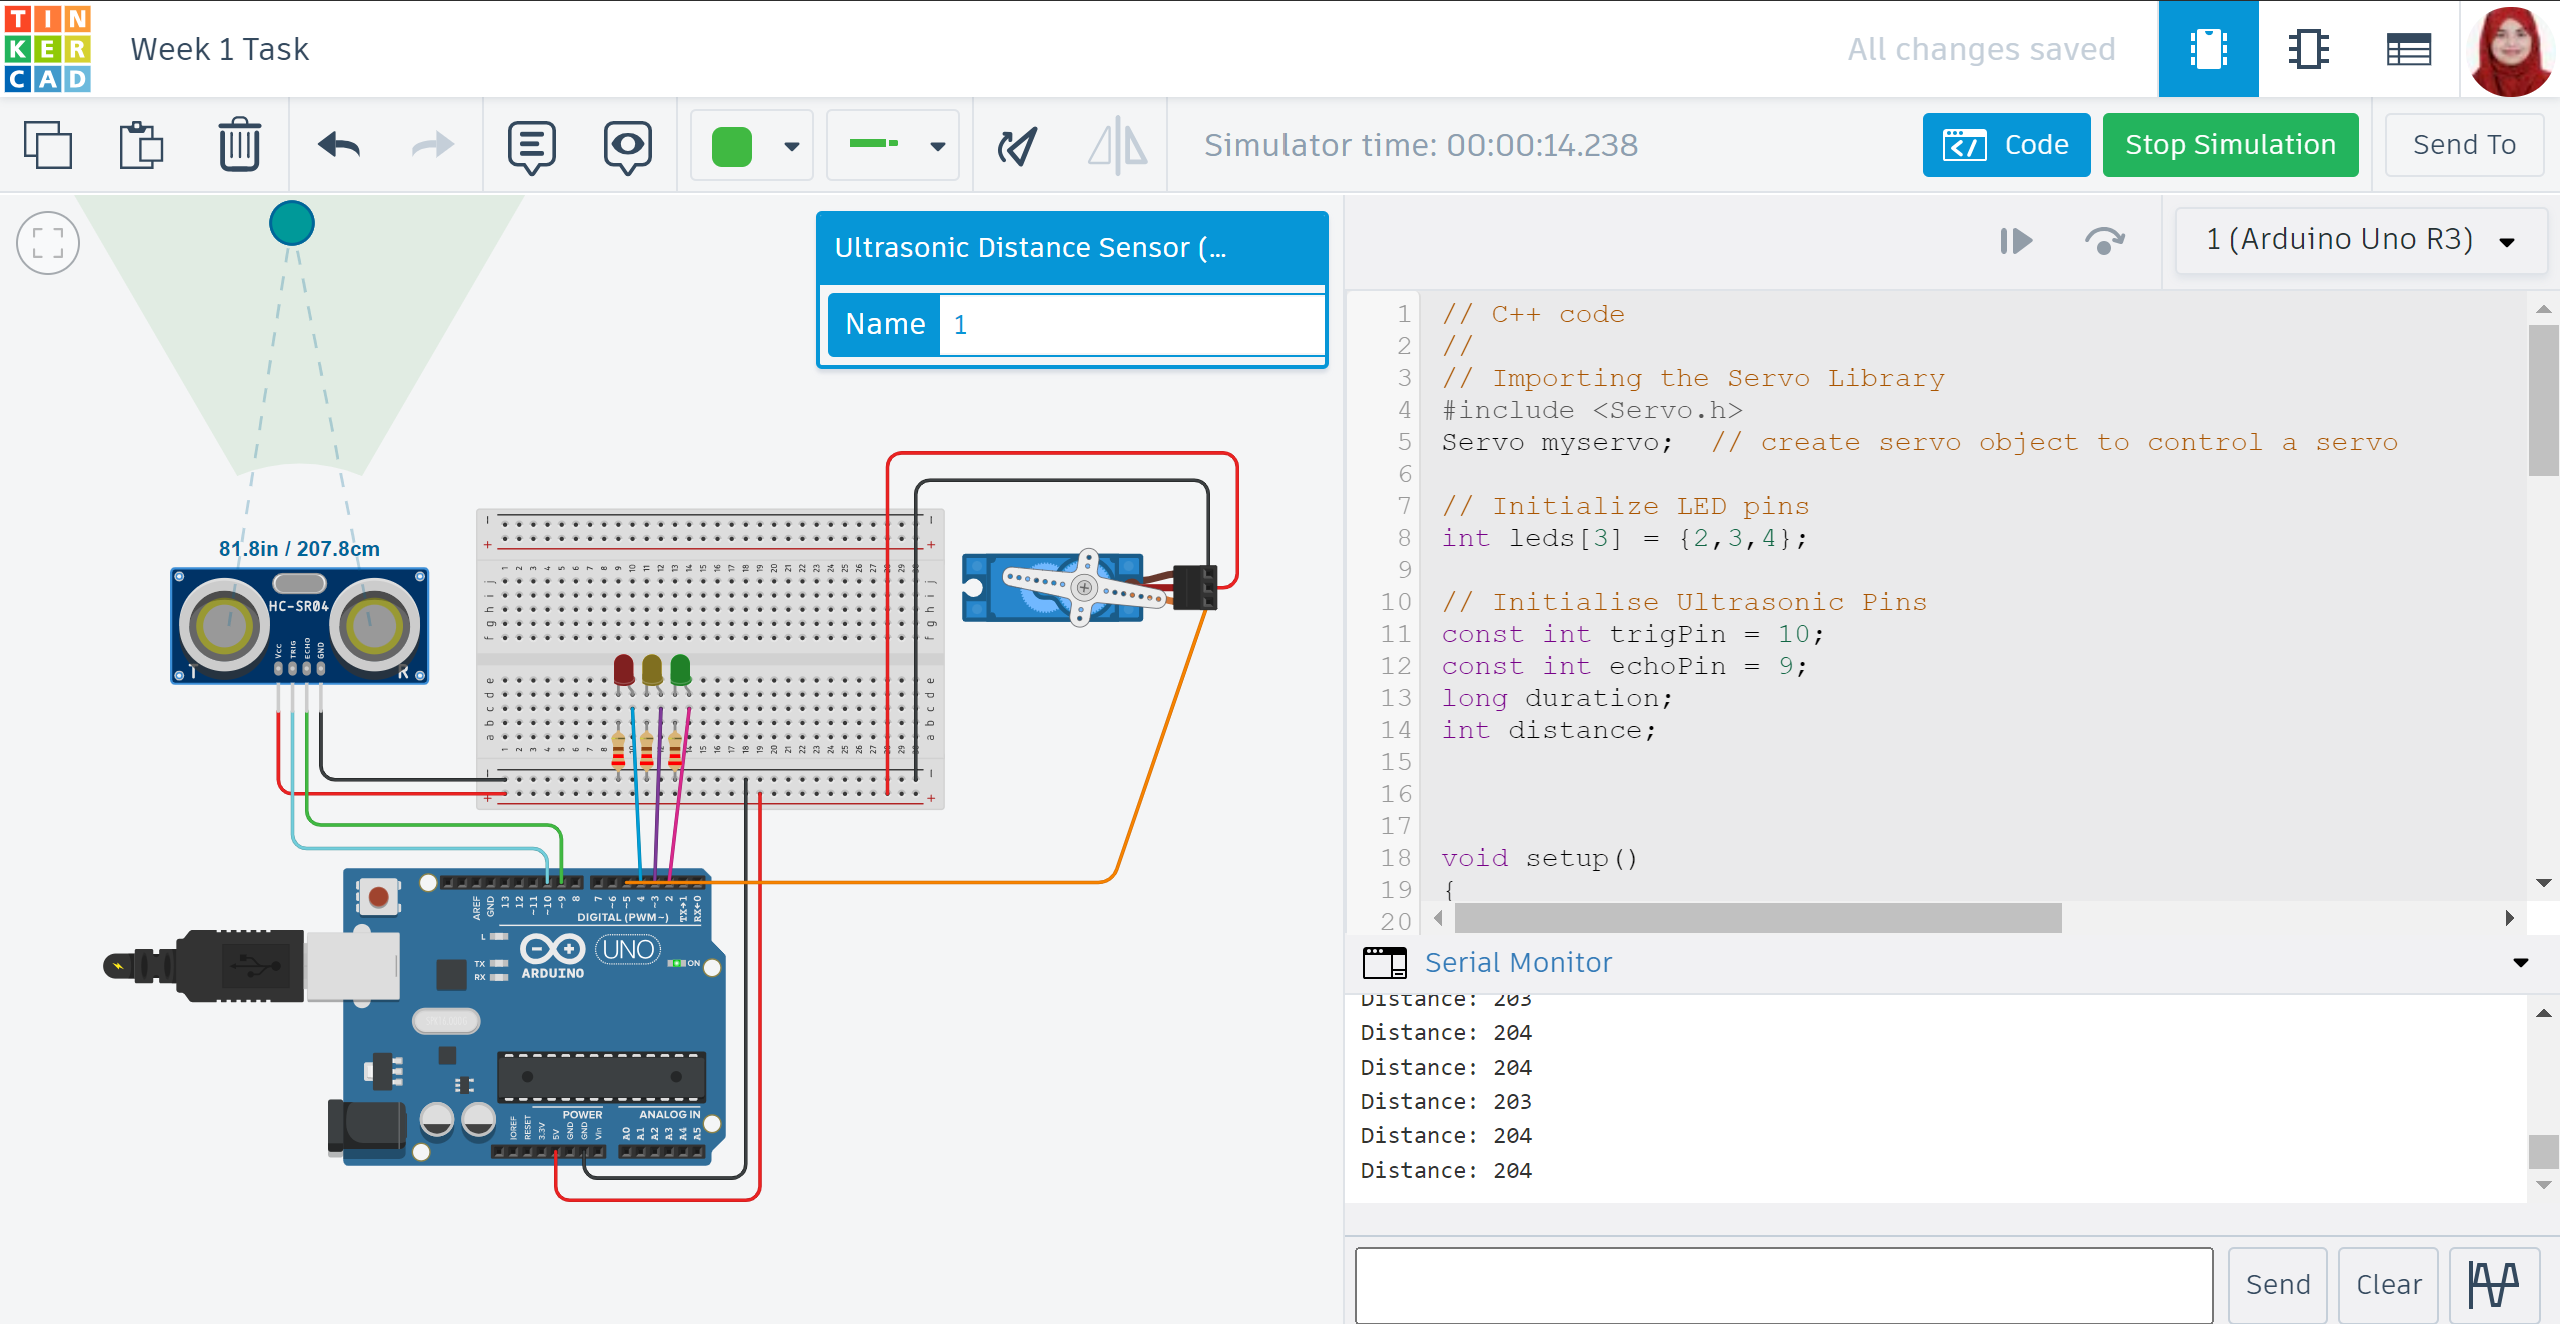 TIN
KER
CAD
Week 1 Task
All changes saved
Simulator time: 00:00:14.238
Code
Stop Simulation
Send To
Ultrasonic Distance Sensor (...
Name 1
1 (Arduino Uno R3)
81.8in / 207.8cm
HC-SR04
VCC TRIG ECHO GND
T R
AREF GND 13 12 ~11 ~10 ~9 8 7 ~6 ~5 4 ~3 2 TX→1 RX←0
DIGITAL (PWM~)
L
TX
RX
ARDUINO
UNO
ON
POWER ANALOG IN
IOREF RESET 3.3V 5V GND GND Vin A0 A1 A2 A3 A4 A5
1 // C++ code
2 //
3 // Importing the Servo Library
4 #include <Servo.h>
5 Servo myservo;  // create servo object to control a servo
6
7 // Initialize LED pins
8 int leds[3] = {2,3,4};
9
10 // Initialise Ultrasonic Pins
11 const int trigPin = 10;
12 const int echoPin = 9;
13 long duration;
14 int distance;
15
16
17
18 void setup()
19 {
20
Serial Monitor
Distance: 203
Distance: 204
Distance: 204
Distance: 203
Distance: 204
Distance: 204
Send
Clear